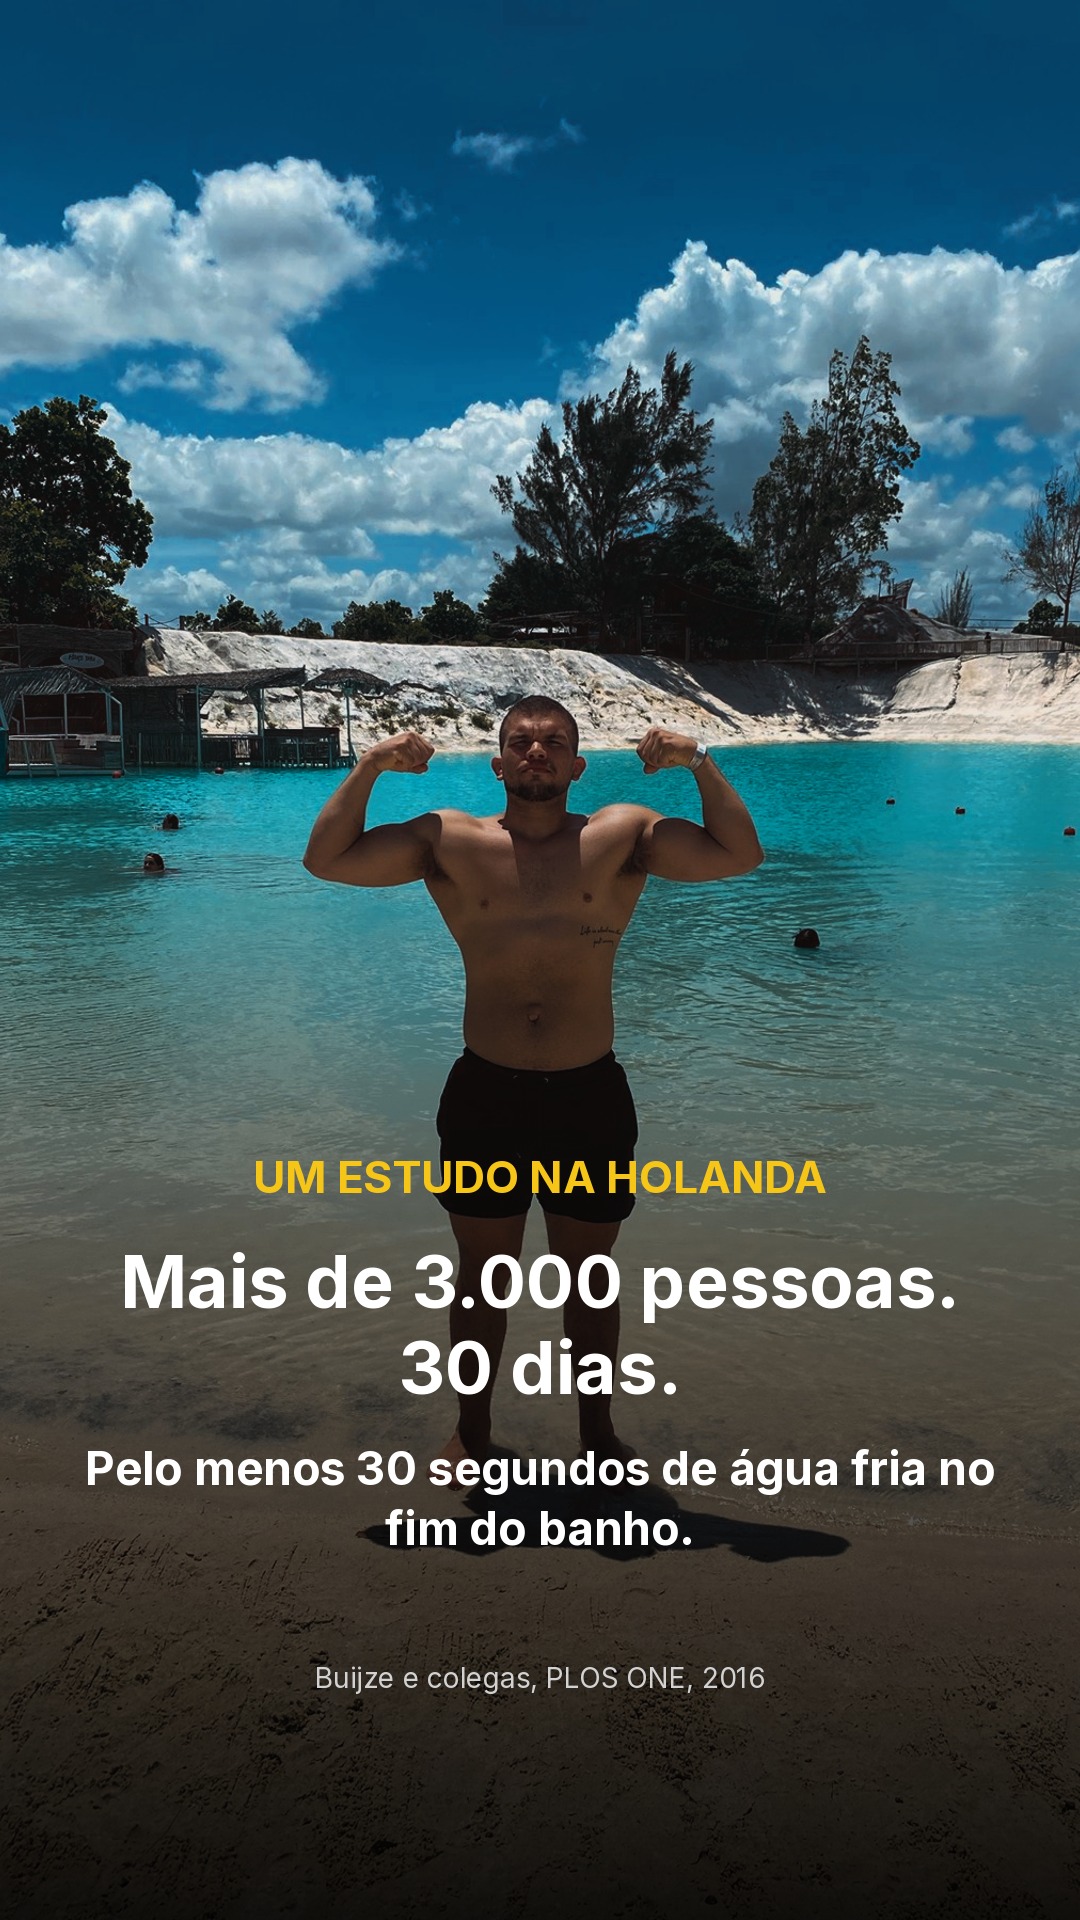 UM ESTUDO NA HOLANDA
Mais de 3.000 pessoas.
30 dias.
Pelo menos 30 segundos de água fria no
fim do banho.
Buijze e colegas, PLOS ONE, 2016